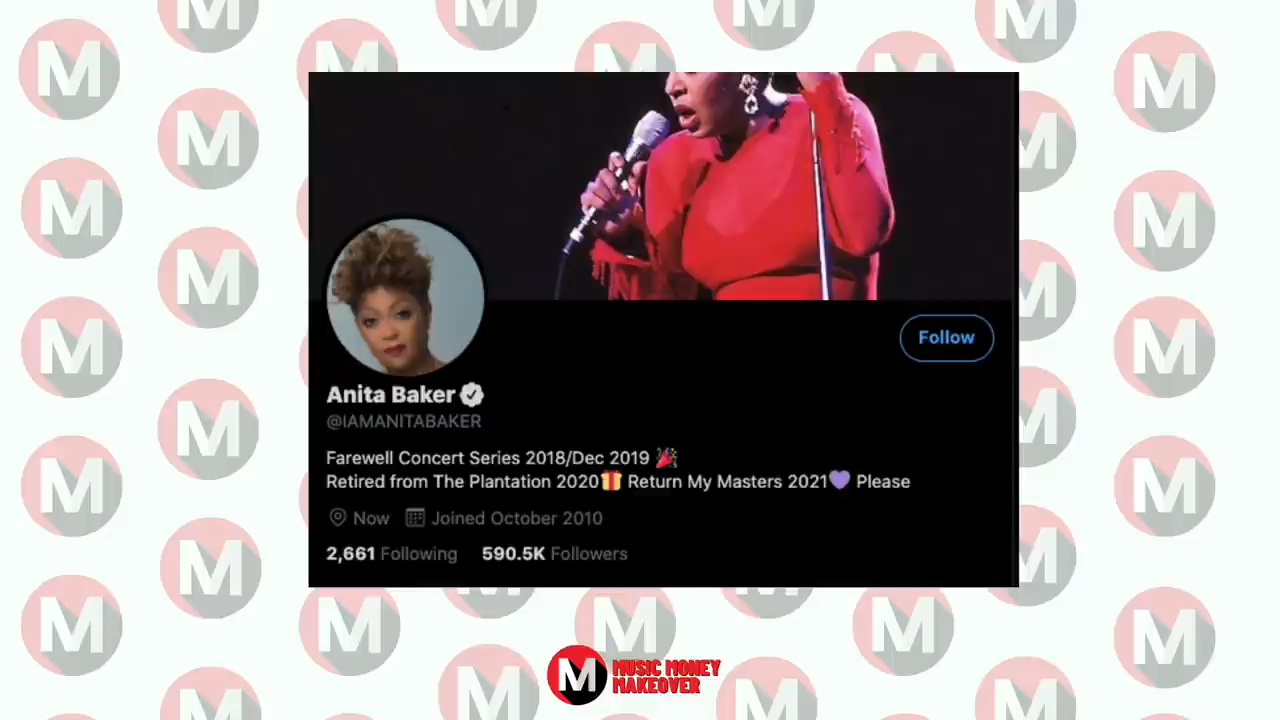 Follow
Anita Baker
@IAMANITABAKER
Farewell Concert Series 2018/Dec 2019 🎉
Retired from The Plantation 2020🎁 Return My Masters 2021💜 Please
Now Joined October 2010
2,661 Following 590.5K Followers
M MUSIC MONEY
MAKEOVER